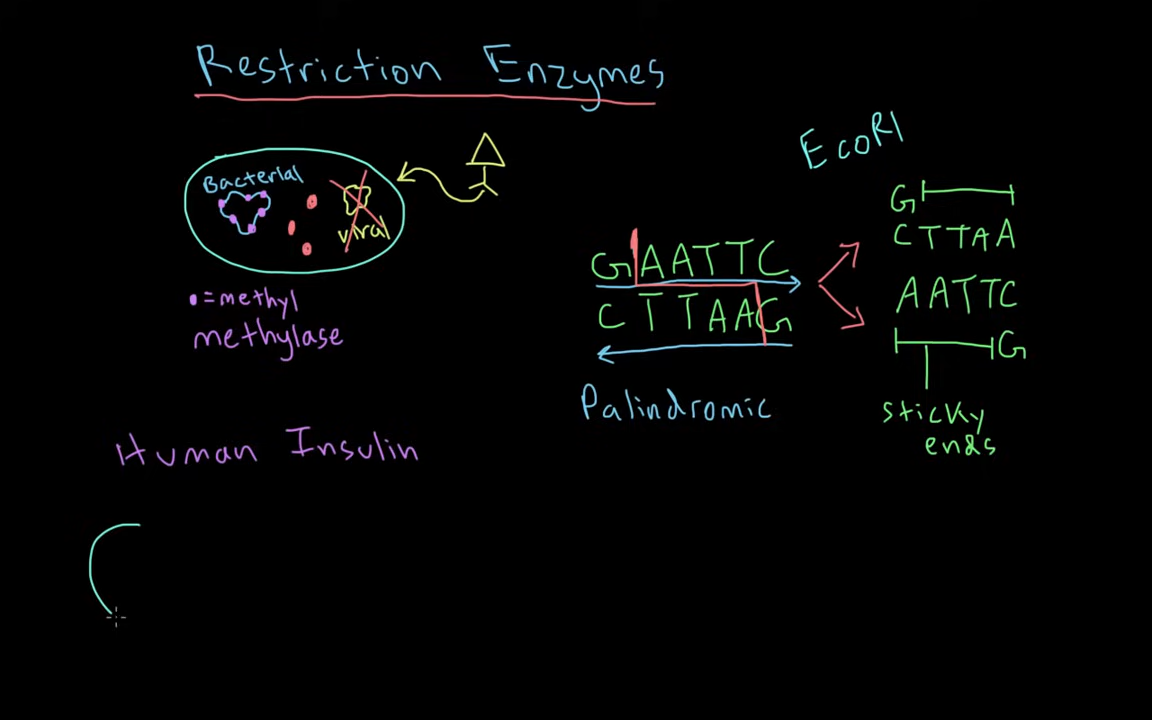 Restriction Enzymes
Bacterial
viral
= methyl
methylase
EcoRI
GAATTC
CTTAAG
Palindromic
G
CTTAA
AATTC
G
sticky
ends
Human Insulin